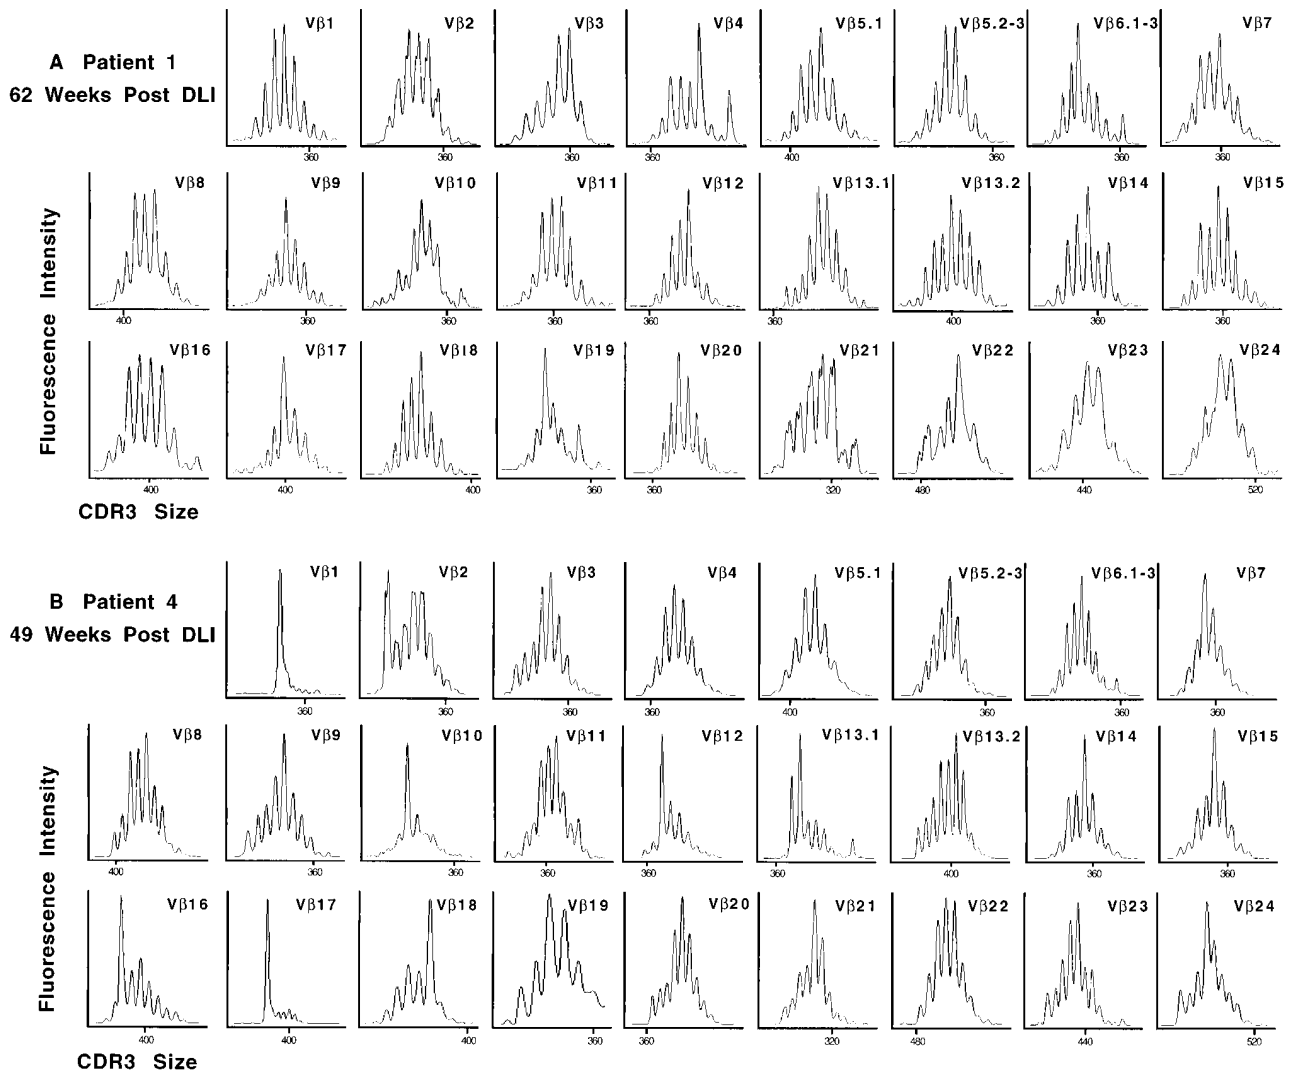 Vβ1 Vβ2 Vβ3 Vβ4 Vβ5.1 Vβ5.2-3 Vβ6.1-3 Vβ7
A Patient 1
62 Weeks Post DLI
360 360 360 360 400 360 360 360
Vβ8 Vβ9 Vβ10 Vβ11 Vβ12 Vβ13.1 Vβ13.2 Vβ14 Vβ15
400 360 360 360 360 360 400 360 360
Vβ16 Vβ17 Vβ18 Vβ19 Vβ20 Vβ21 Vβ22 Vβ23 Vβ24
400 400 400 360 360 320 480 440 520
Fluorescence Intensity
CDR3 Size
Vβ1 Vβ2 Vβ3 Vβ4 Vβ5.1 Vβ5.2-3 Vβ6.1-3 Vβ7
B Patient 4
49 Weeks Post DLI
360 360 360 360 400 360 360 360
Vβ8 Vβ9 Vβ10 Vβ11 Vβ12 Vβ13.1 Vβ13.2 Vβ14 Vβ15
400 360 360 360 360 360 400 360 360
Vβ16 Vβ17 Vβ18 Vβ19 Vβ20 Vβ21 Vβ22 Vβ23 Vβ24
400 400 400 360 360 320 480 440 520
Fluorescence Intensity
CDR3 Size